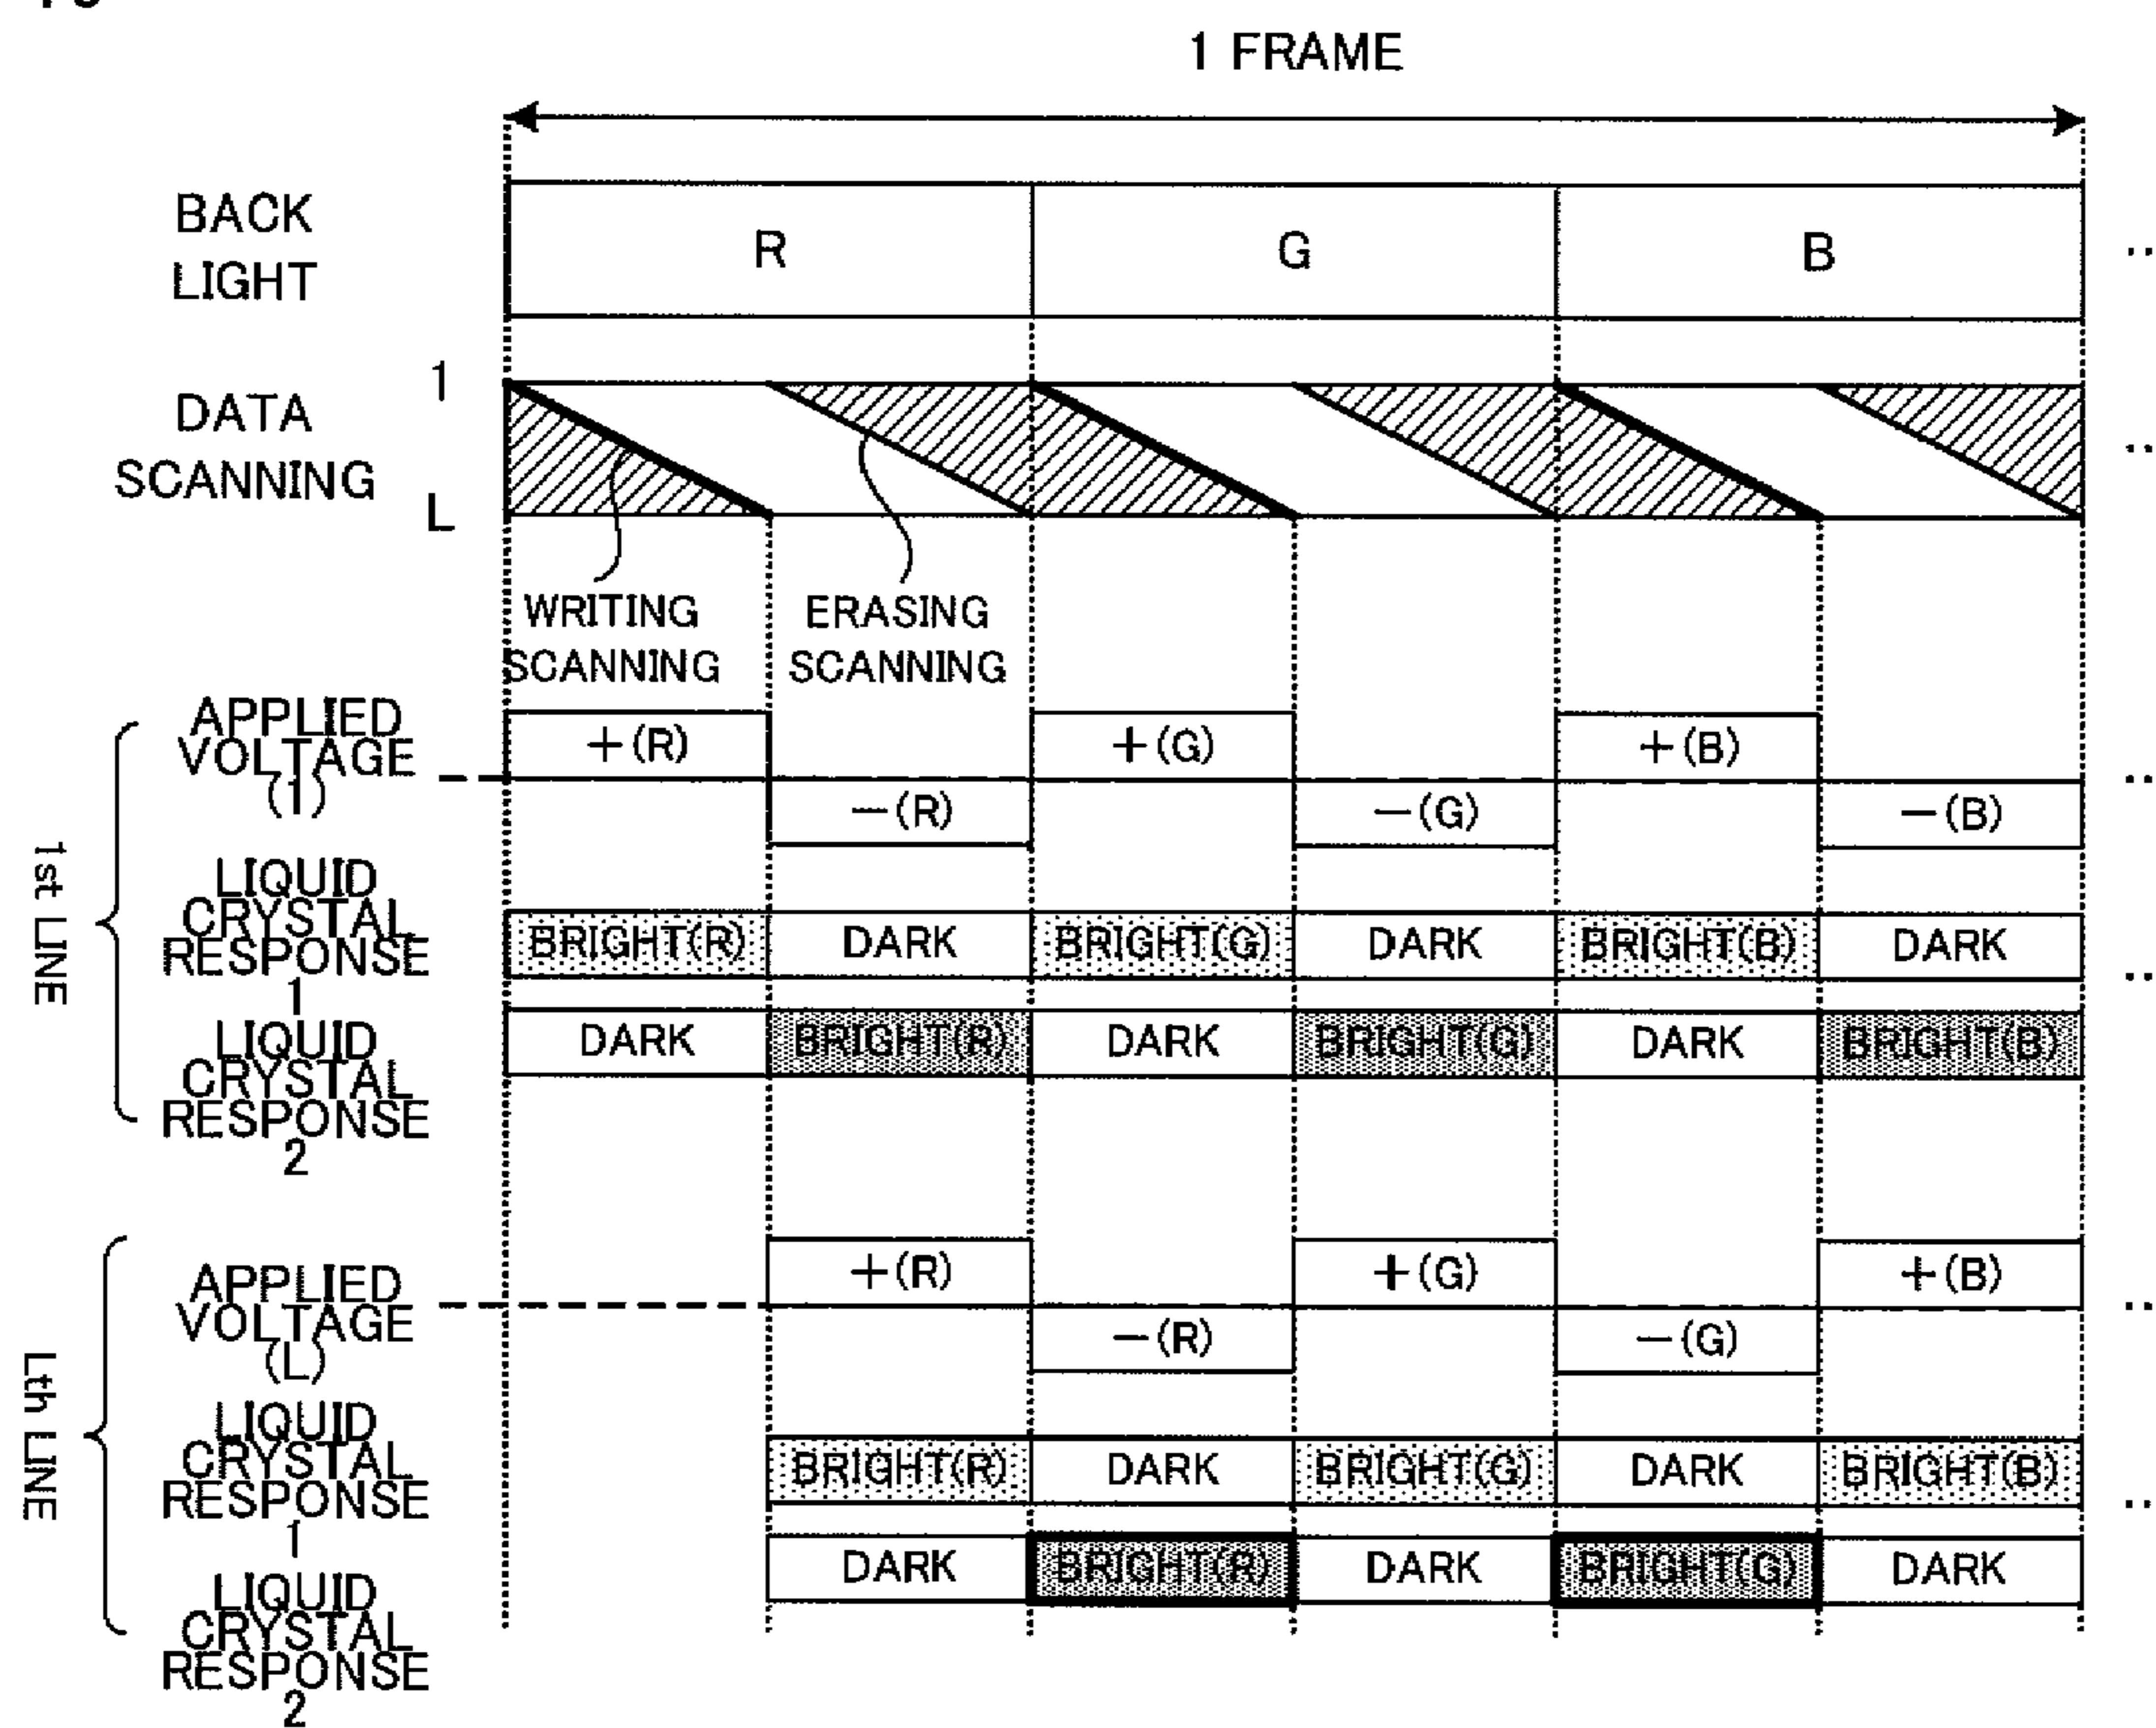 1 FRAME
BACK
LIGHT
R
G
B
..
DATA
SCANNING
1
L
..
WRITING
SCANNING
ERASING
SCANNING
1st LINE
APPLIED
VOLTAGE
(1)
+(R)
-(R)
+(G)
-(G)
+(B)
-(B)
..
LIQUID
CRYSTAL
RESPONSE
1
BRIGHT(R)
DARK
BRIGHT(G)
DARK
BRIGHT(B)
DARK
..
LIQUID
CRYSTAL
RESPONSE
2
DARK
BRIGHT(R)
DARK
BRIGHT(G)
DARK
BRIGHT(B)
Lth LINE
APPLIED
VOLTAGE
(L)
+(R)
-(R)
+(G)
-(G)
+(B)
..
LIQUID
CRYSTAL
RESPONSE
1
BRIGHT(R)
DARK
BRIGHT(G)
DARK
BRIGHT(B)
..
LIQUID
CRYSTAL
RESPONSE
2
DARK
BRIGHT(R)
DARK
BRIGHT(G)
DARK